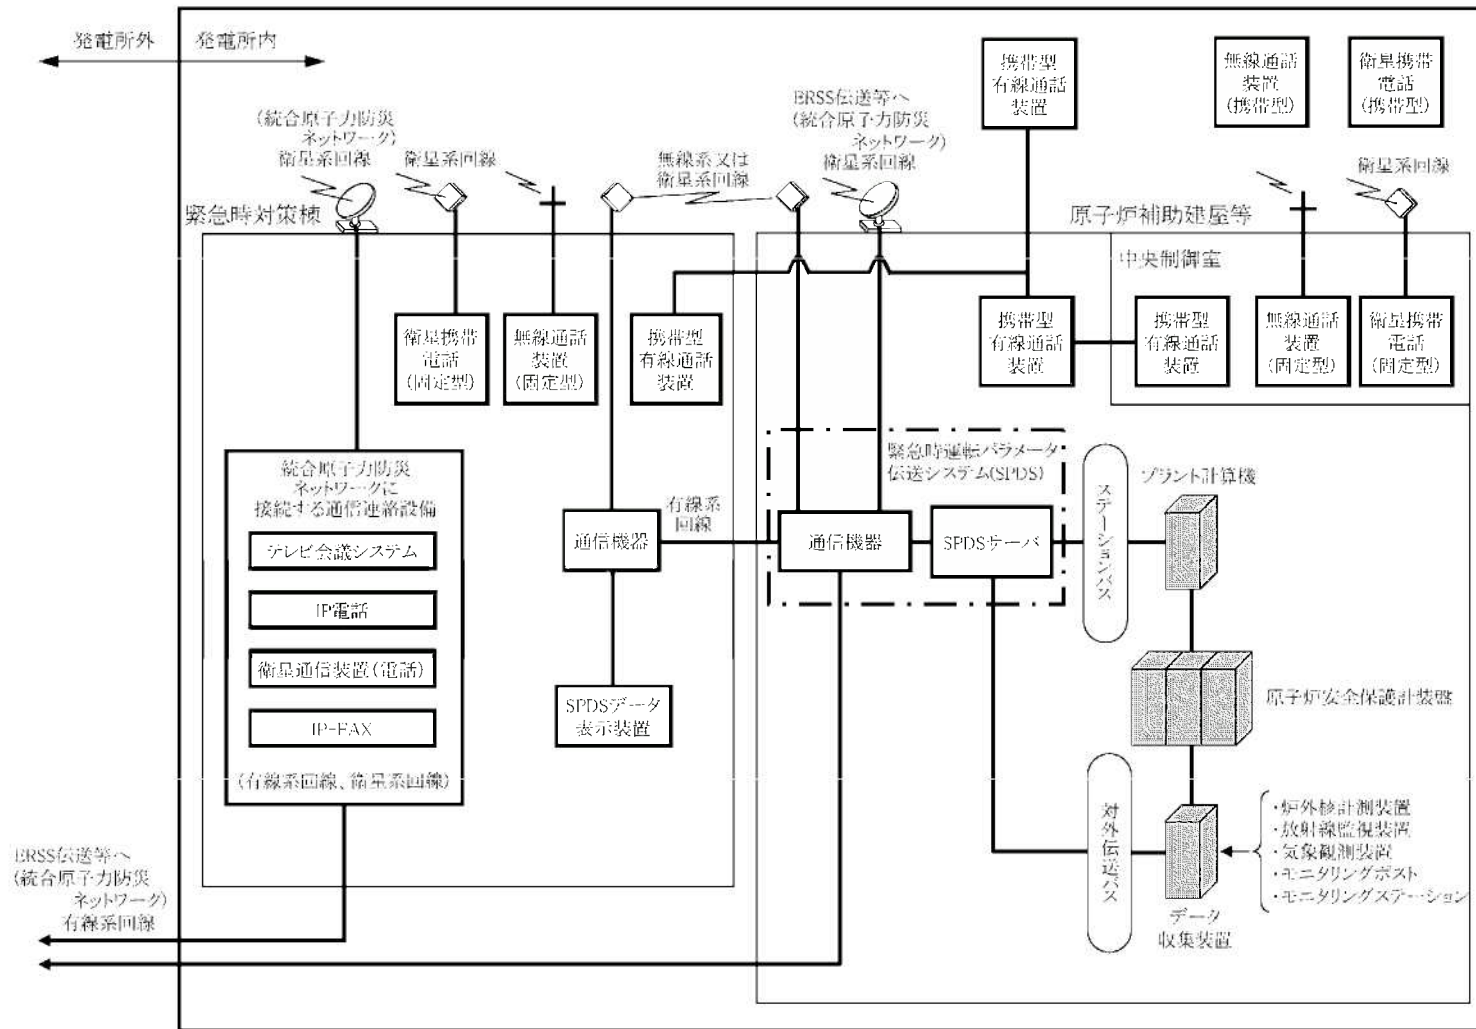 発電所外
発電所内
携帯型
有線通話
装置
無線通話
装置
(携帯型)
衛星携帯
電話
(携帯型)
(統合原子力防災
ネットワーク)
衛星系回線
衛星系回線
無線系又は
衛星系回線
ERSS伝送等へ
(統合原子力防災
ネットワーク)
衛星系回線
衛星系回線
緊急時対策棟
原子炉補助建屋等
中央制御室
衛星携帯
電話
(固定型)
無線通話
装置
(固定型)
携帯型
有線通話
装置
携帯型
有線通話
装置
携帯型
有線通話
装置
無線通話
装置
(固定型)
衛星携帯
電話
(固定型)
統合原子力防災
ネットワークに
接続する通信連絡設備
テレビ会議システム
IP電話
衛星通信装置(電話)
IP-FAX
(有線系回線、衛星系回線)
通信機器
有線系
回線
SPDSデータ
表示装置
緊急時運転パラメータ
伝送システム(SPDS)
通信機器
SPDSサーバ
ステーションバス
プラント計算機
原子炉安全保護計装盤
対外伝送バス
データ
収集装置
・炉外核計測装置
・放射線監視装置
・気象観測装置
・モニタリングポスト
・モニタリングステーション
ERSS伝送等へ
(統合原子力防災
ネットワーク)
有線系回線